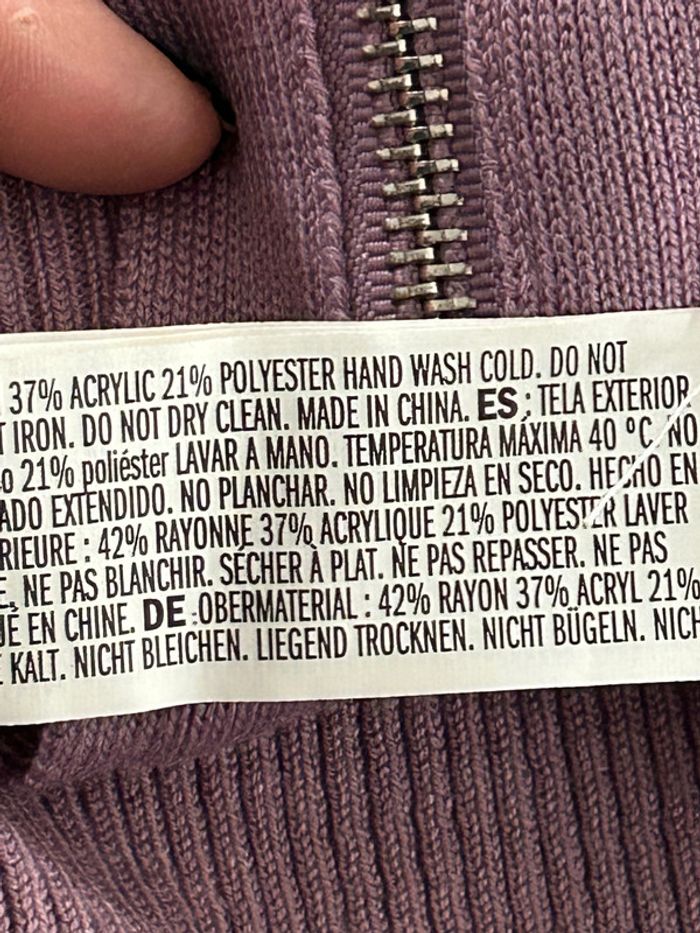 37% ACRYLIC 21% POLYESTER HAND WASH COLD. DO NOT
IRON. DO NOT DRY CLEAN. MADE IN CHINA. ES : TELA EXTERIOR
21% poliéster LAVAR A MANO. TEMPERATURA MÁXIMA 40 °C. NO
ADO EXTENDIDO. NO PLANCHAR. NO LIMPIEZA EN SECO. HECHO EN
RIEURE : 42% RAYONNE 37% ACRYLIQUE 21% POLYESTER LAVER
NE PAS BLANCHIR. SÉCHER À PLAT. NE PAS REPASSER. NE PAS
UÉ EN CHINE. DE : OBERMATERIAL : 42% RAYON 37% ACRYL 21%
KALT. NICHT BLEICHEN. LIEGEND TROCKNEN. NICHT BÜGELN. NICH